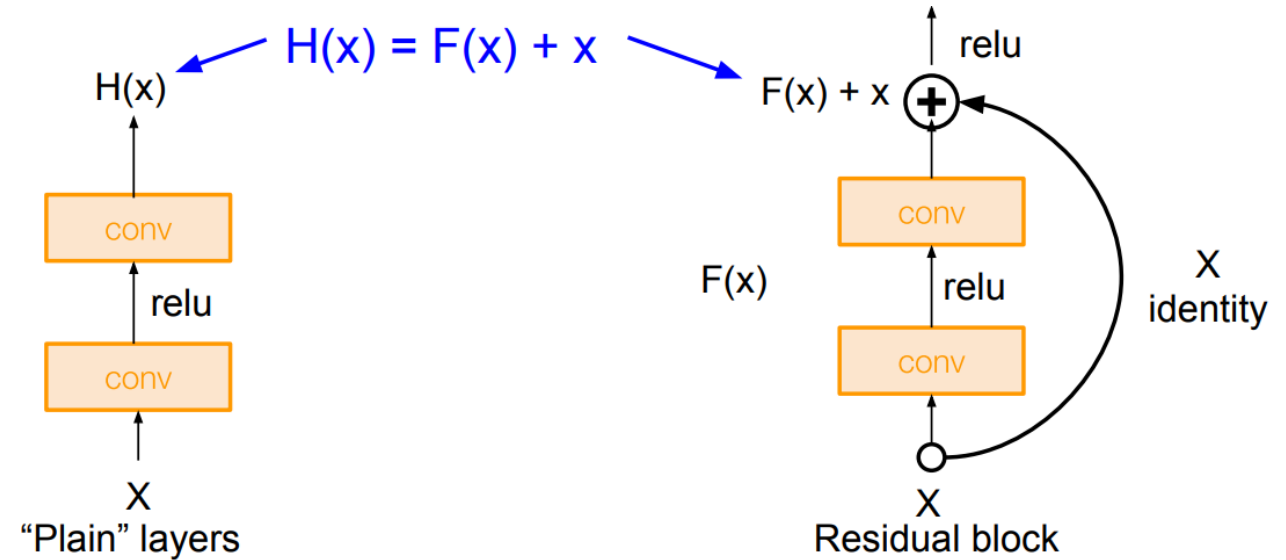 H(x) = F(x) + x
H(x)
conv
relu
conv
X
“Plain” layers
relu
F(x) + x
conv
F(x)
relu
X
identity
conv
X
Residual block